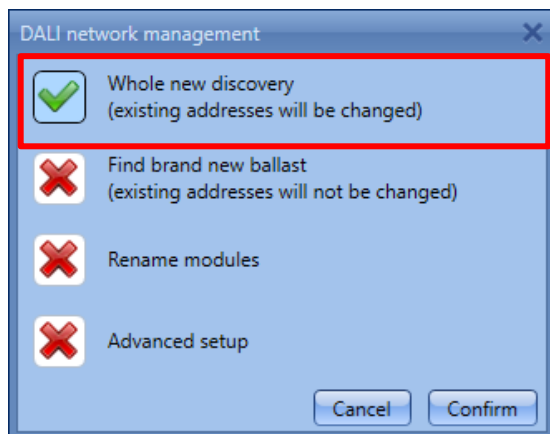 DALI network management
Whole new discovery
(existing addresses will be changed)
Find brand new ballast
(existing addresses will not be changed)
Rename modules
Advanced setup
Cancel Confirm